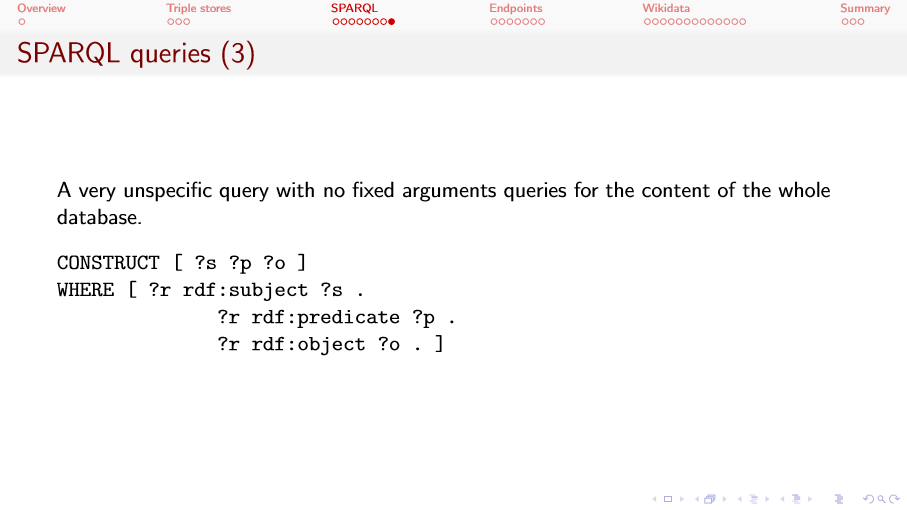 Overview Triple stores SPARQL Endpoints Wikidata Summary
SPARQL queries (3)
A very unspecific query with no fixed arguments queries for the content of the whole
database.
CONSTRUCT [ ?s ?p ?o ]
WHERE [ ?r rdf:subject ?s .
?r rdf:predicate ?p .
?r rdf:object ?o . ]